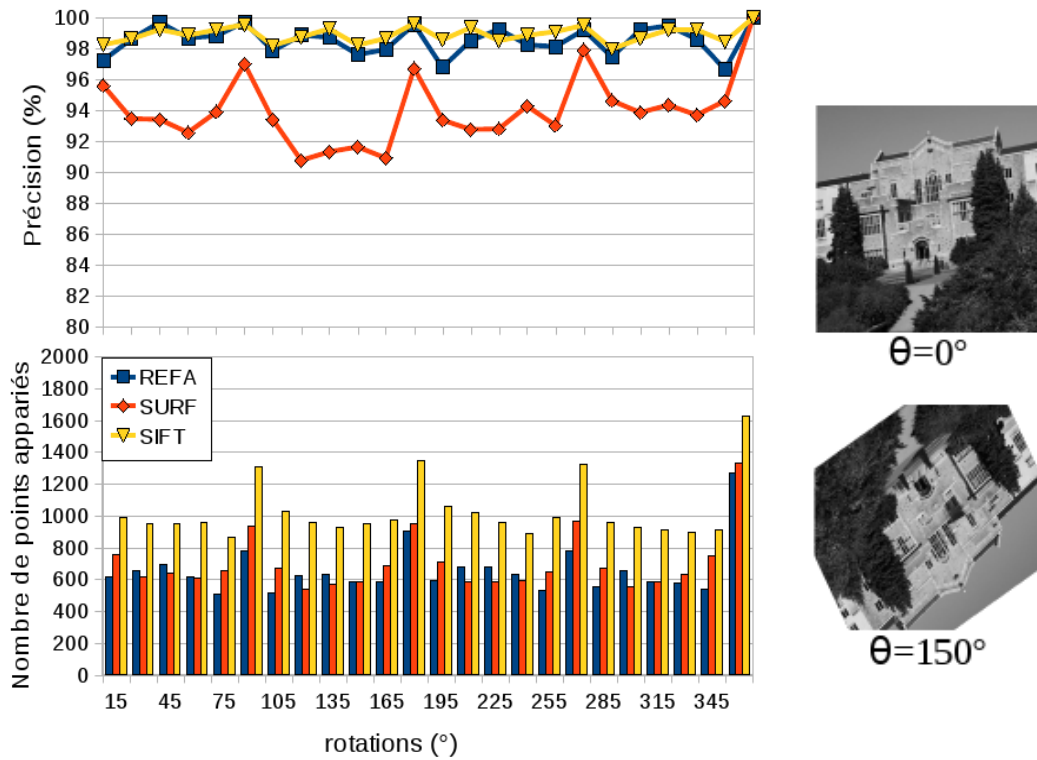 Précision (%)
100
98
96
94
92
90
88
86
84
82
80
Nombre de points appariés
2000
1800
1600
1400
1200
1000
800
600
400
200
0
REFA
SURF
SIFT
15 45 75 105 135 165 195 225 255 285 315 345
rotations (°)
θ=0°
θ=150°